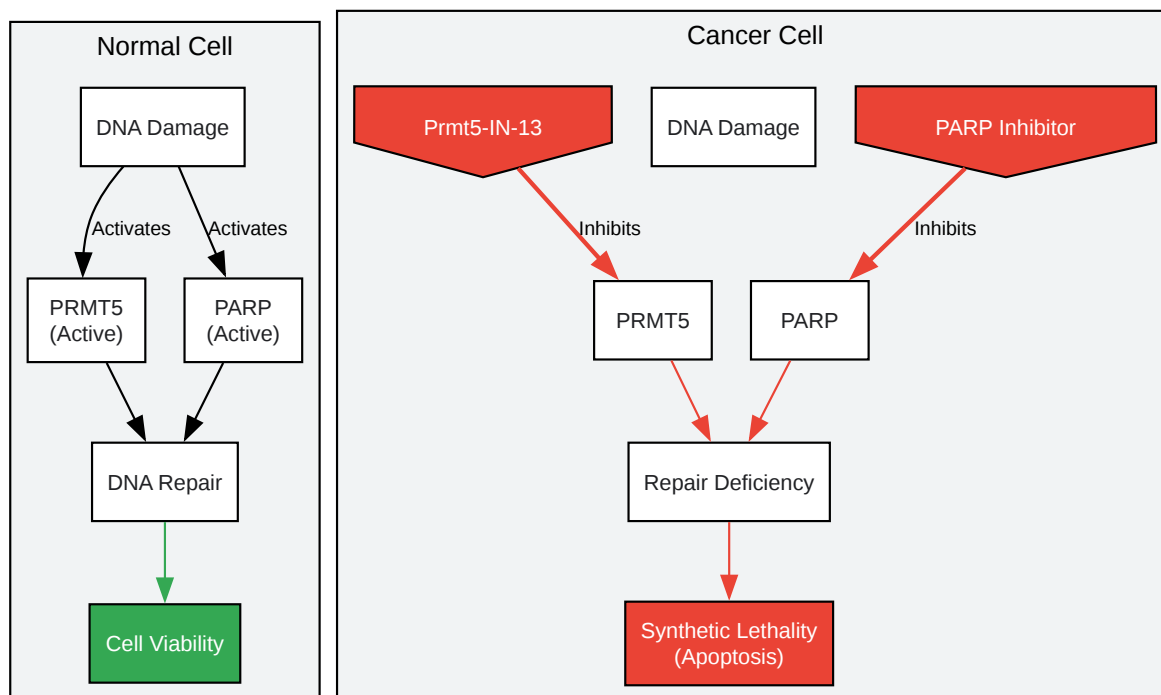 Normal Cell
DNA Damage
Activates
Activates
PRMT5
(Active)
PARP
(Active)
DNA Repair
Cell Viability
Cancer Cell
Prmt5-IN-13
DNA Damage
PARP Inhibitor
Inhibits
Inhibits
PRMT5
PARP
Repair Deficiency
Synthetic Lethality
(Apoptosis)